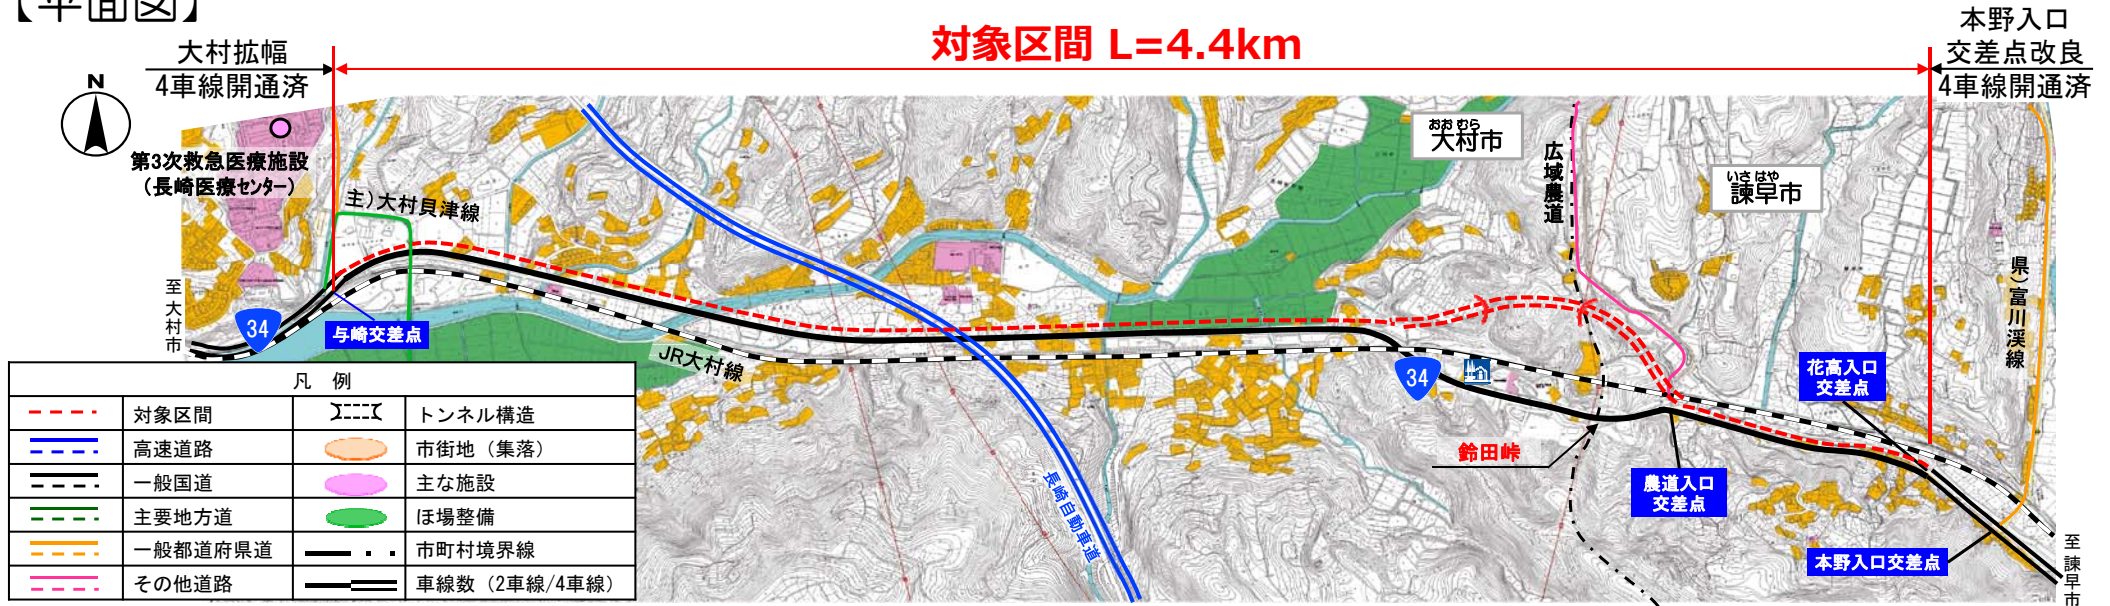 【平面図】
対象区間 L=4.4km
大村拡幅
4車線開通済
本野入口
交差点改良
4車線開通済
N
第3次救急医療施設
(長崎医療センター)
主)大村貝津線
おおむら
大村市
広域農道
いさはや
諫早市
県)富川渓線
至大村市
34
与崎交差点
JR大村線
34
花高入口
交差点
鈴田峠
農道入口
交差点
長崎自動車道
本野入口交差点
至諫早市
凡 例
対象区間
トンネル構造
高速道路
市街地(集落)
一般国道
主な施設
主要地方道
ほ場整備
一般都道府県道
市町村境界線
その他道路
車線数(2車線/4車線)